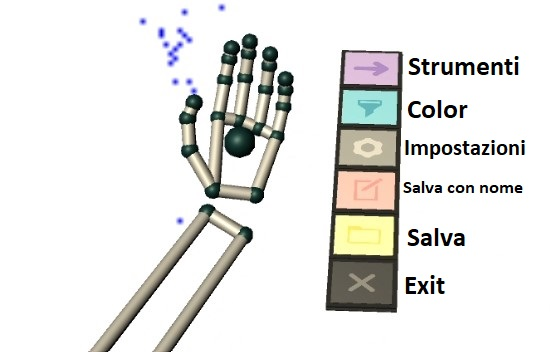 Strumenti
Color
Impostazioni
Salva con nome
Salva
Exit